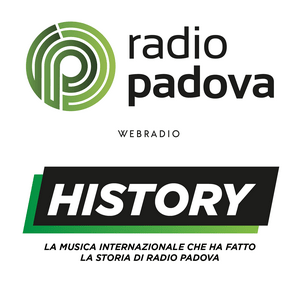 radio
padova
WEBRADIO
HISTORY
LA MUSICA INTERNAZIONALE CHE HA FATTO
LA STORIA DI RADIO PADOVA